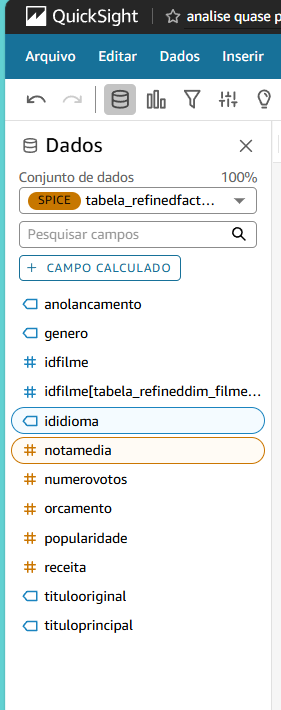 QuickSight
analise quase p
Arquivo Editar Dados Inserir
Dados
Conjunto de dados 100%
SPICE tabela_refinedfact...
Pesquisar campos
+ CAMPO CALCULADO
anolancamento
genero
# idfilme
# idfilme[tabela_refineddim_filme...
ididioma
# notamedia
# numerovotos
# orcamento
# popularidade
# receita
titulooriginal
tituloprincipal